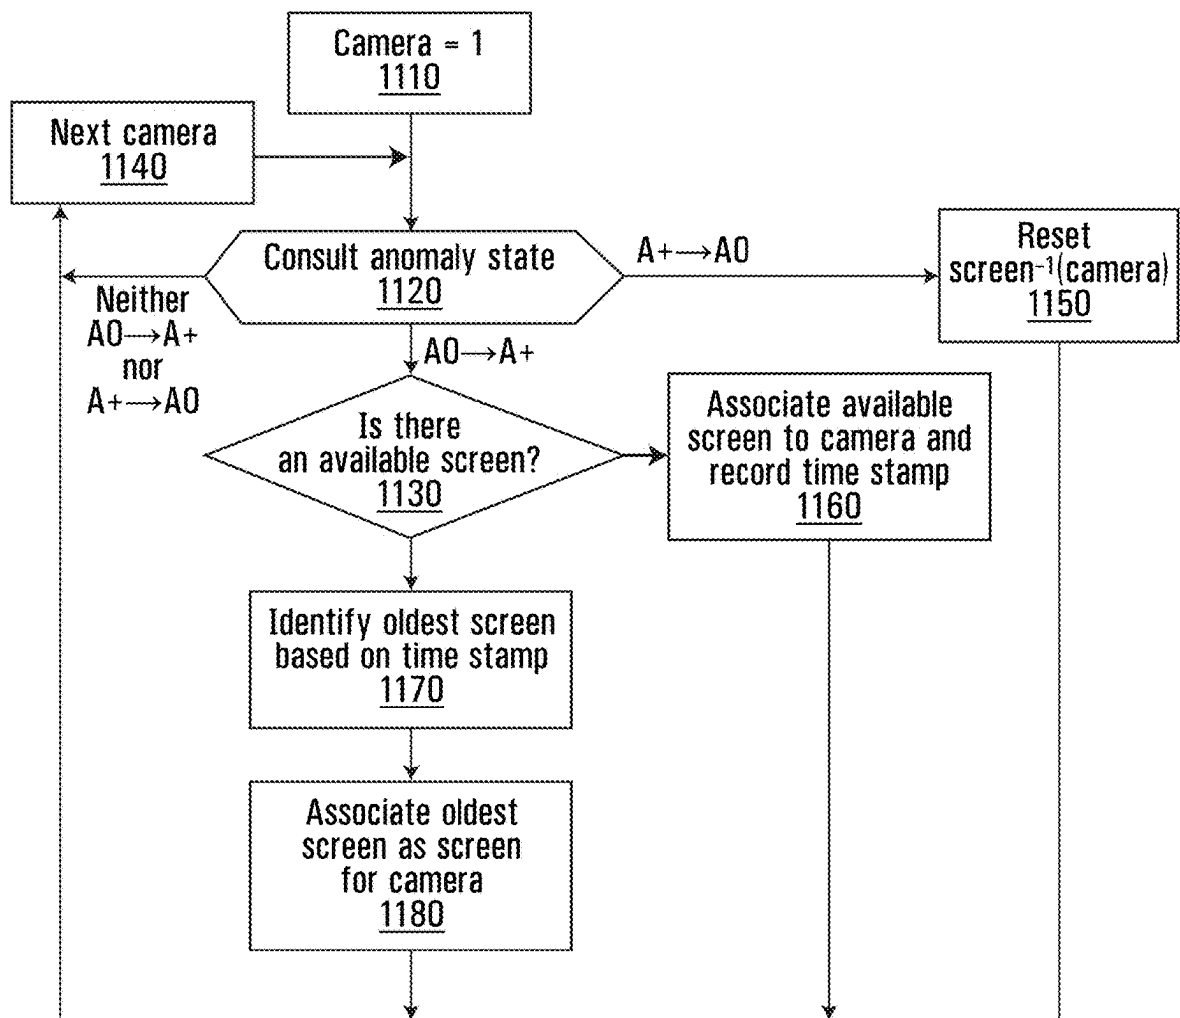 Camera = 1
1110
Next camera
1140
Consult anomaly state
1120
A+→A0
Reset
screen⁻¹(camera)
1150
Neither
A0→A+
nor
A+→A0
A0→A+
Is there
an available screen?
1130
Associate available
screen to camera and
record time stamp
1160
Identify oldest screen
based on time stamp
1170
Associate oldest
screen as screen
for camera
1180